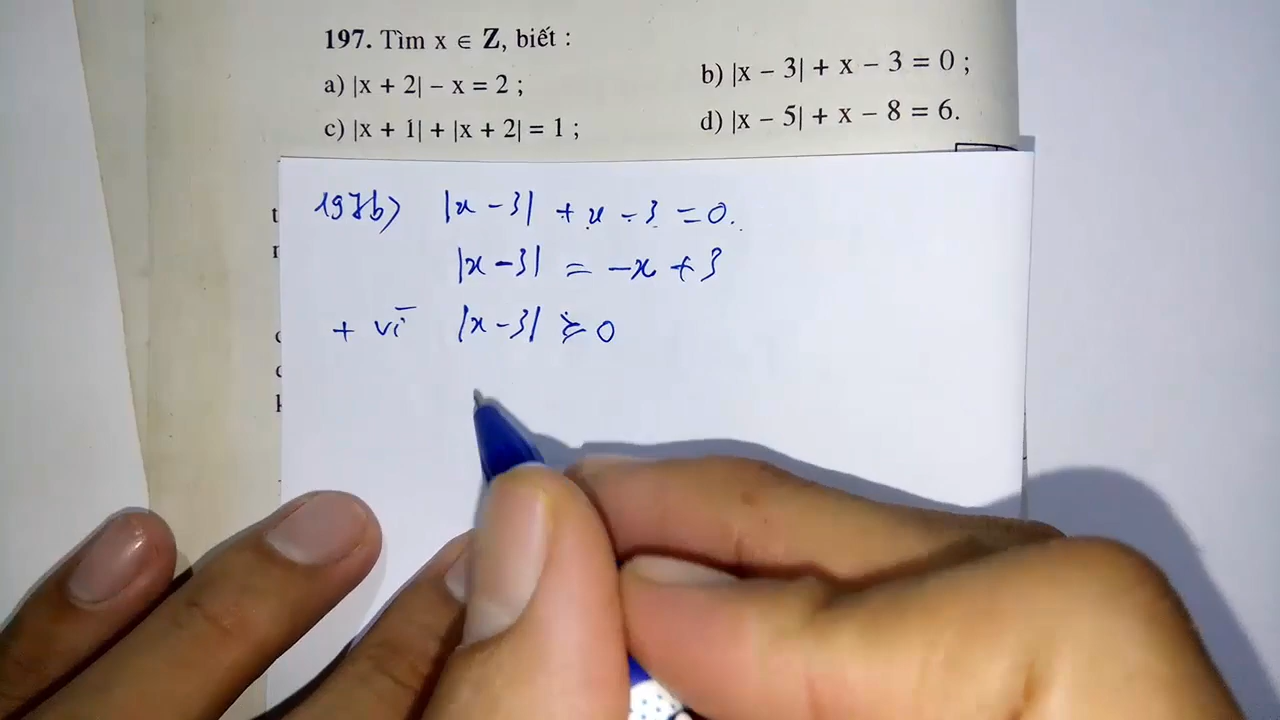 197. Tìm x ∈ Z, biết :
a) |x + 2| – x = 2 ;
b) |x – 3| + x – 3 = 0 ;
c) |x + 1| + |x + 2| = 1 ;
d) |x – 5| + x – 8 = 6.
197b) |x – 3| + x – 3 = 0.
|x – 3| = –x + 3
+ vì |x – 3| ≥ 0